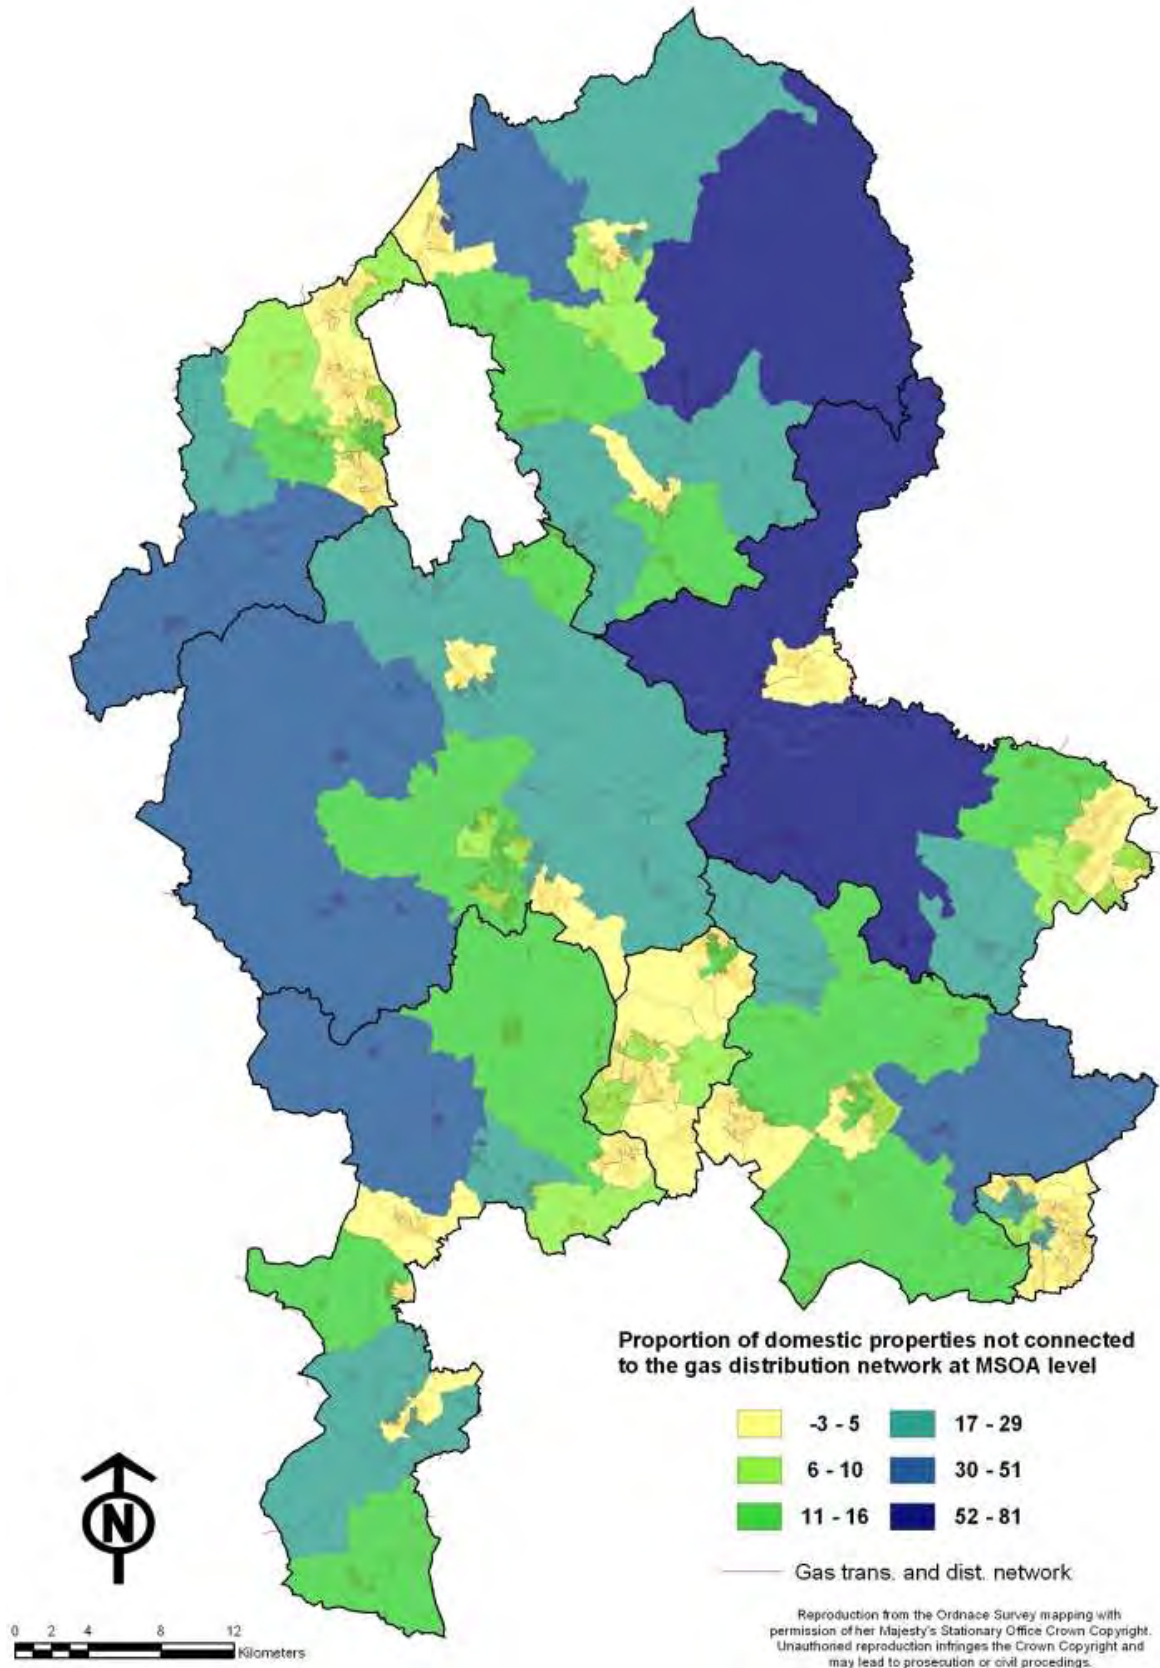 Proportion of domestic properties not connected
to the gas distribution network at MSOA level
-3 - 5
17 - 29
6 - 10
30 - 51
11 - 16
52 - 81
Gas trans. and dist. network
N
0 2 4 8 12
Kilometers
Reproduction from the Ordnace Survey mapping with
permission of her Majesty's Stationary Office Crown Copyright.
Unauthoried reproduction infringes the Crown Copyright and
may lead to prosecution or civil procedings.